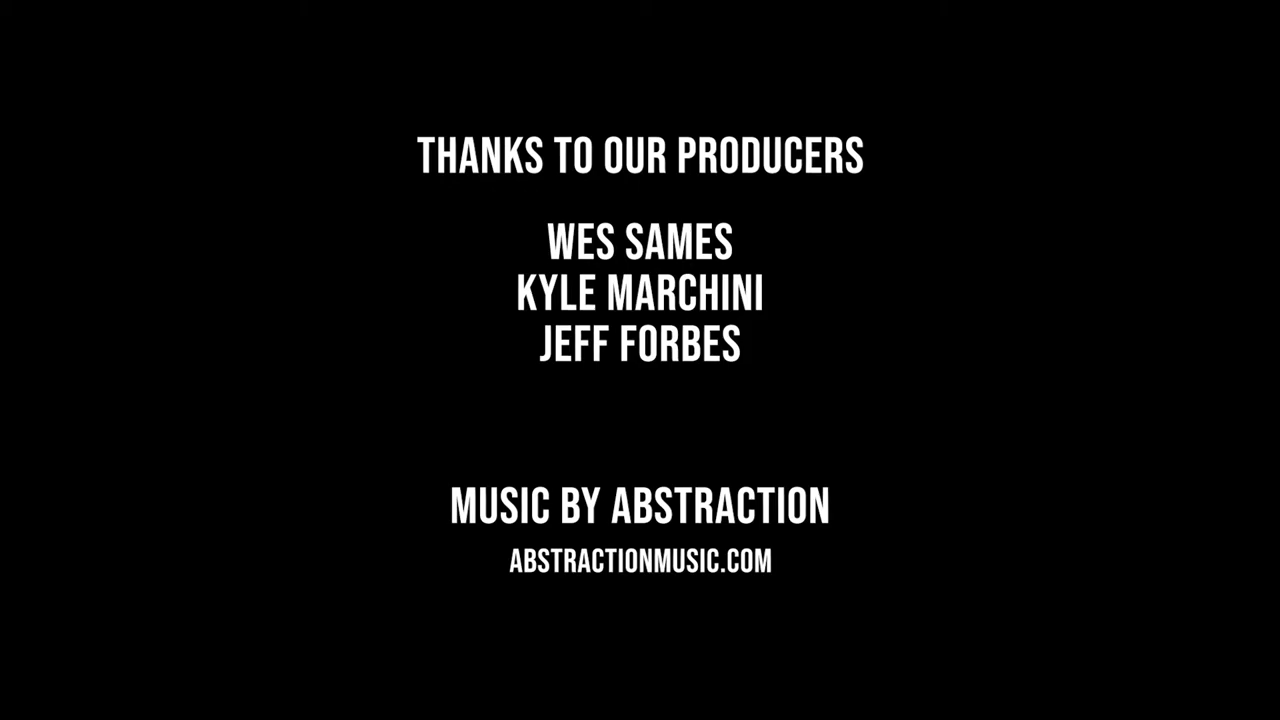 THANKS TO OUR PRODUCERS
WES SAMES
KYLE MARCHINI
JEFF FORBES
MUSIC BY ABSTRACTION
ABSTRACTIONMUSIC.COM